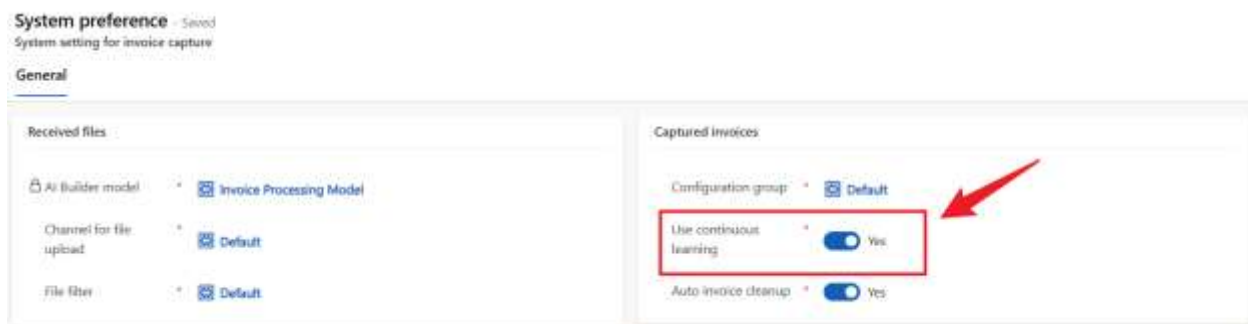 System preference - Saved
System setting for invoice capture
General
Received files
AI Builder model * Invoice Processing Model
Channel for file
upload
* Default
File filter * Default
Captured invoices
Configuration group * Default
Use continuous
learning
* Yes
Auto invoice cleanup * Yes